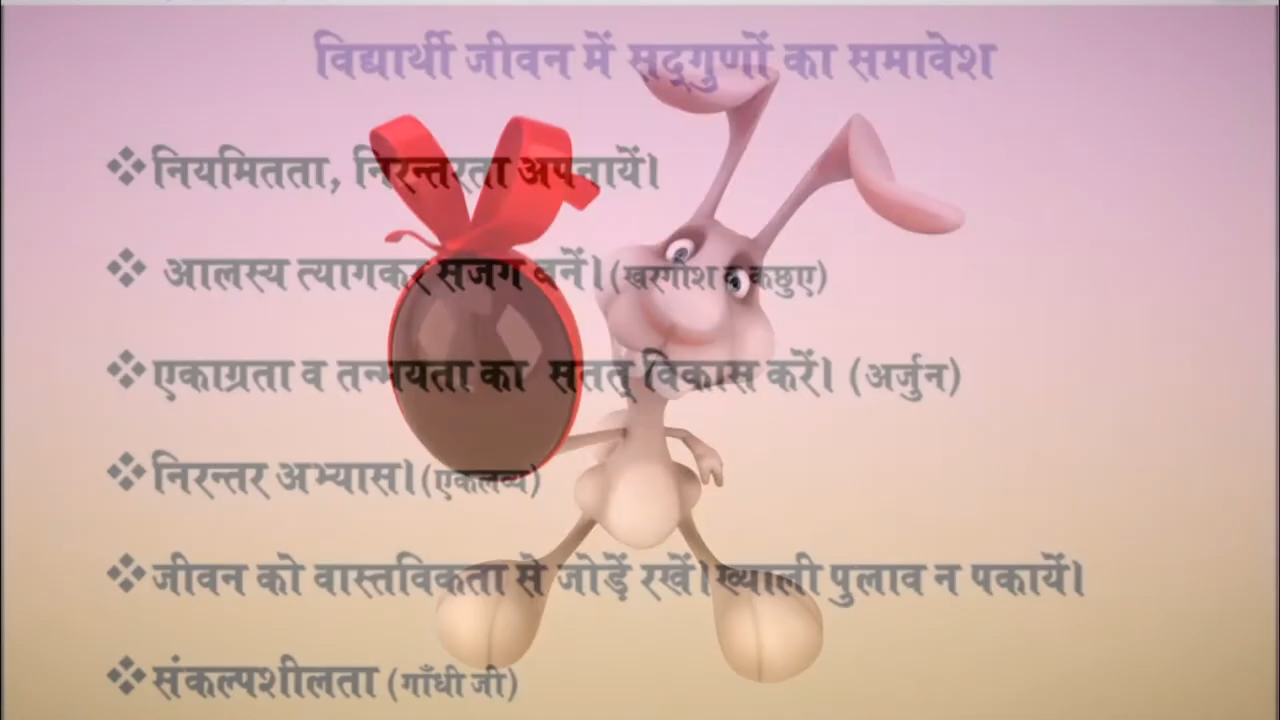 विद्यार्थी जीवन में सद्गुणों का समावेश
❖नियमितता, निरन्तरता अपनायें।
❖ आलस्य त्यागकर सजग बनें। (खरगोश व कछुए)
❖एकाग्रता व तन्मयता का सतत् विकास करें। (अर्जुन)
❖निरन्तर अभ्यास। (एकलव्य)
❖जीवन को वास्तविकता से जोड़ें रखें। ख्याली पुलाव न पकायें।
❖संकल्पशीलता (गाँधी जी)